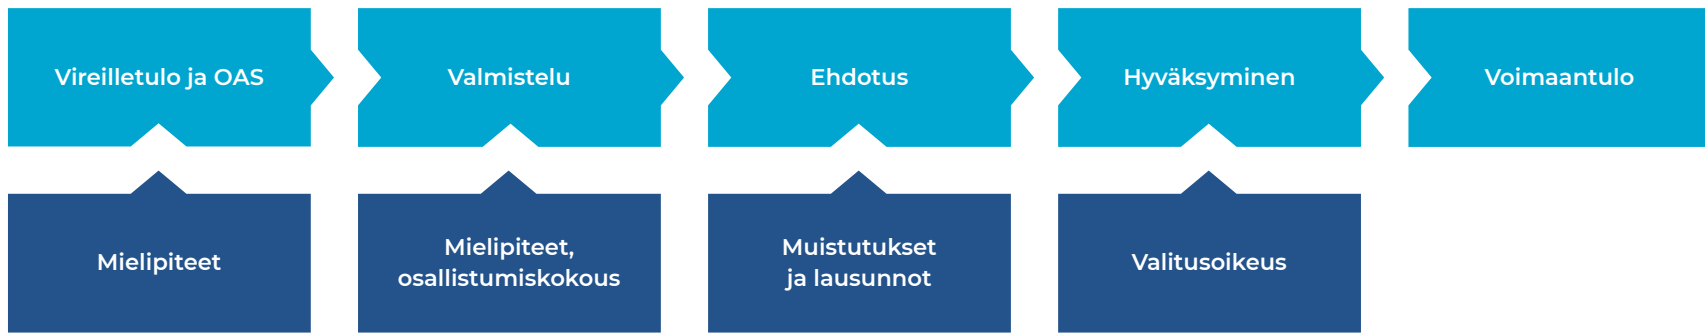 Vireilletulo ja OAS
Valmistelu
Ehdotus
Hyväksyminen
Voimaantulo
Mielipiteet
Mielipiteet,
osallistumiskokous
Muistutukset
ja lausunnot
Valitusoikeus